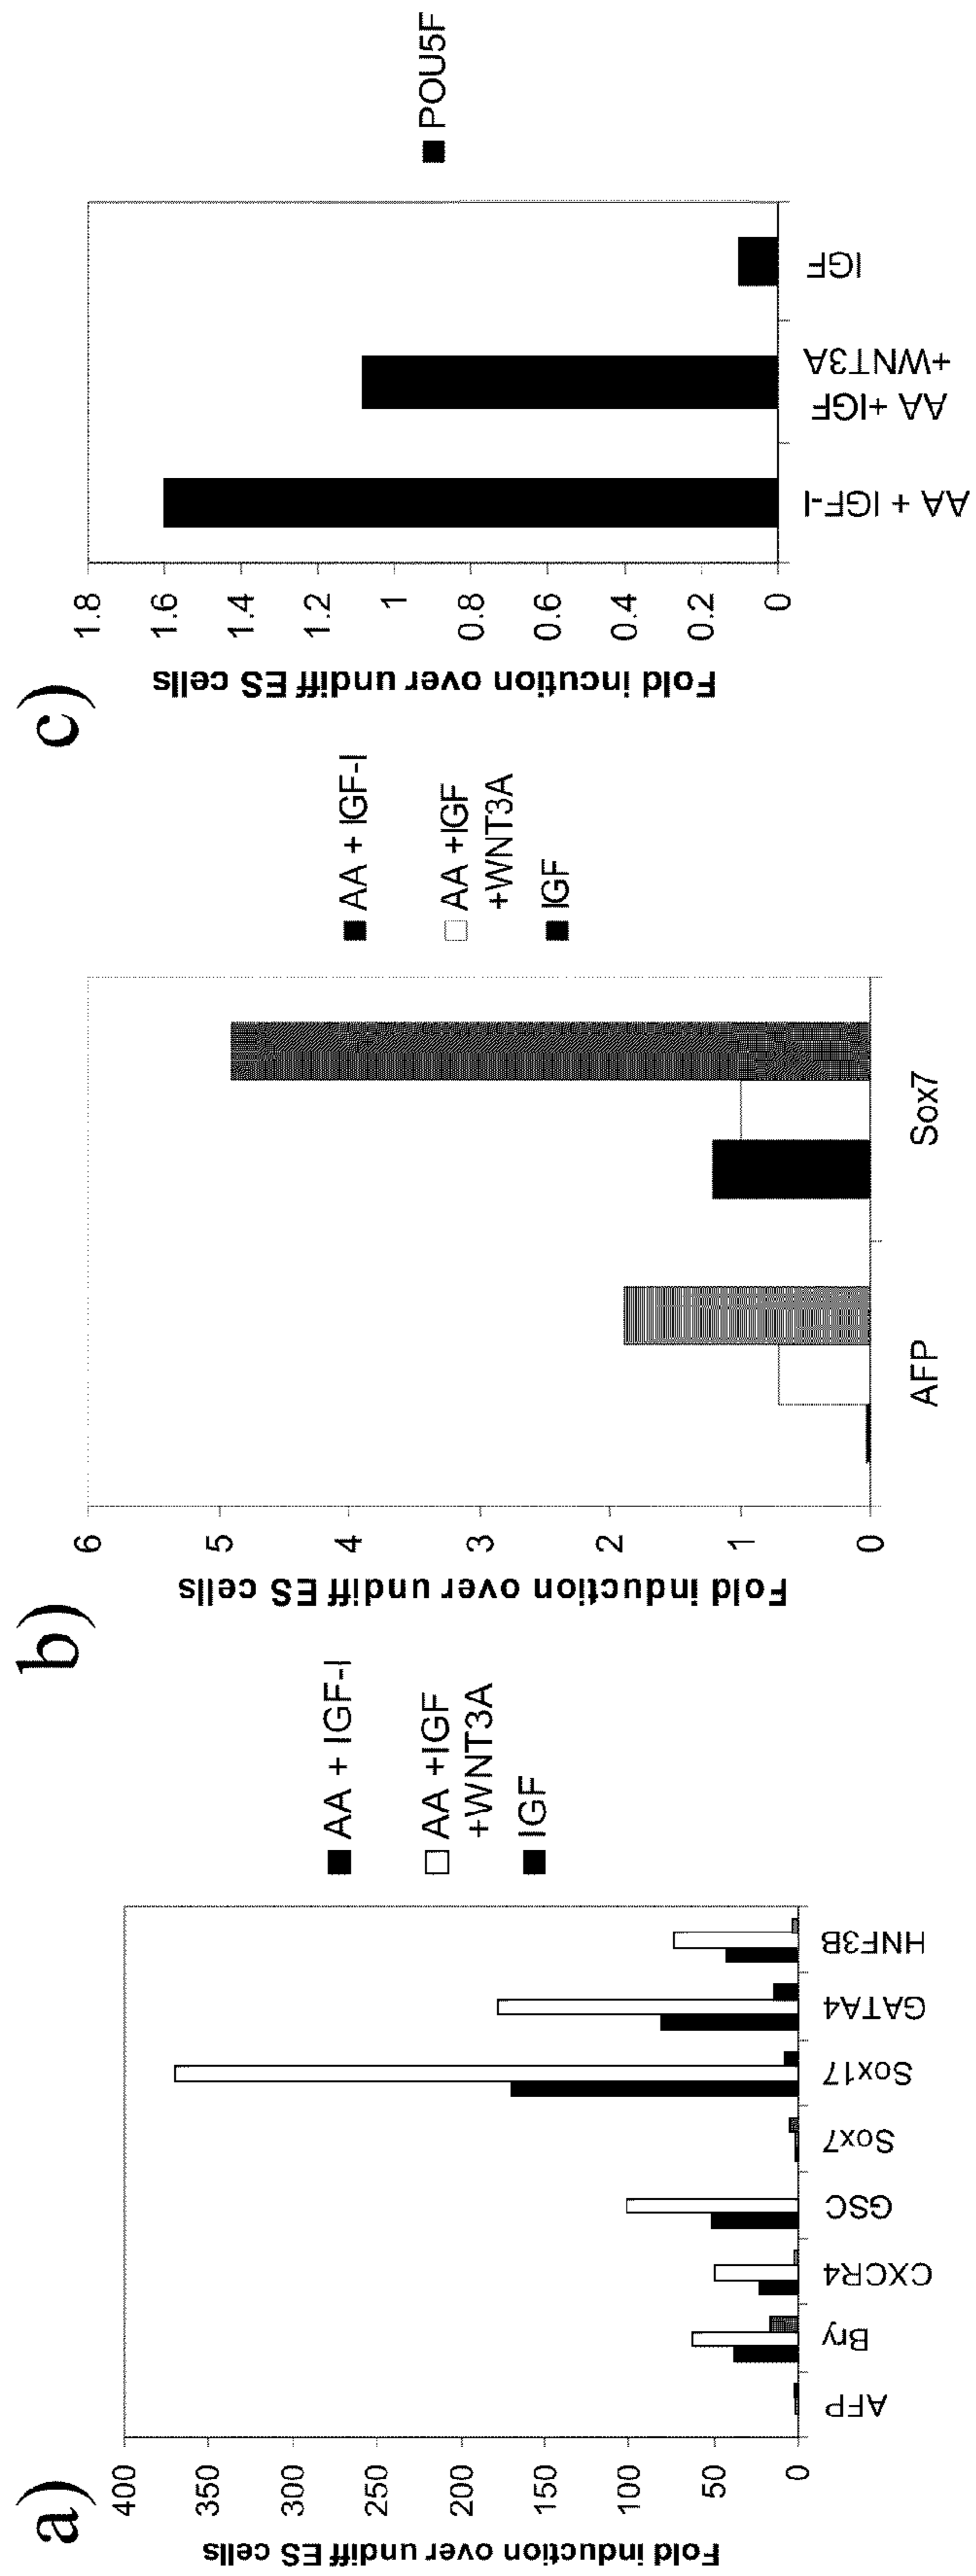 a)
Fold induction over undiff ES cells
400
350
300
250
200
150
100
50
0
AFP
Bry
CXCR4
GSC
Sox7
Sox17
GATA4
HNF3B
AA + IGF-I
AA +IGF
+WNT3A
IGF
b)
Fold induction over undiff ES cells
6
5
4
3
2
1
0
AFP
Sox7
AA + IGF-I
AA +IGF
+WNT3A
IGF
c)
Fold incution over undiff ES cells
1.8
1.6
1.4
1.2
1
0.8
0.6
0.4
0.2
0
AA + IGF-I
AA +IGF
+WNT3A
IGF
POU5F